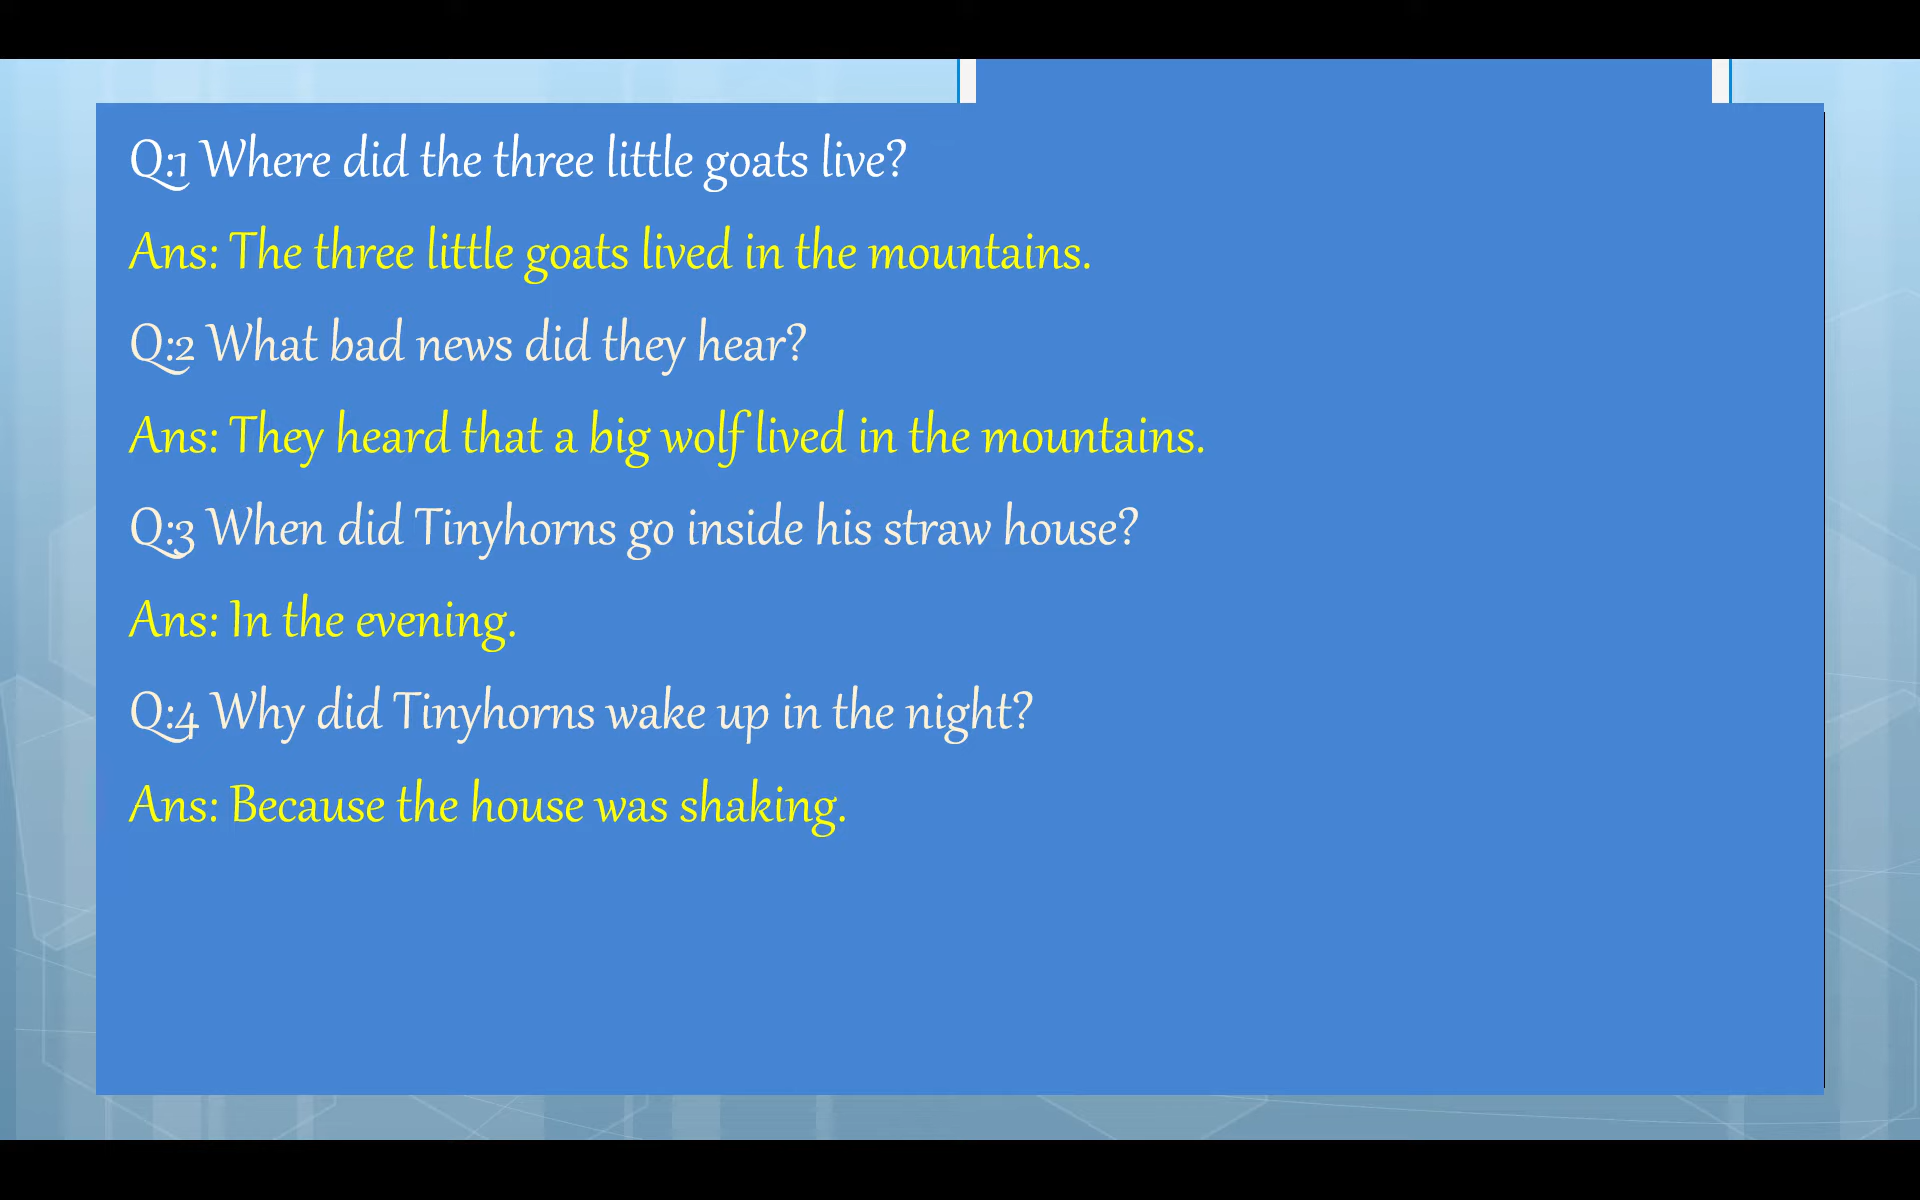 Q:1 Where did the three little goats live?
Ans: The three little goats lived in the mountains.
Q:2 What bad news did they hear?
Ans: They heard that a big wolf lived in the mountains.
Q:3 When did Tinyhorns go inside his straw house?
Ans: In the evening.
Q:4 Why did Tinyhorns wake up in the night?
Ans: Because the house was shaking.